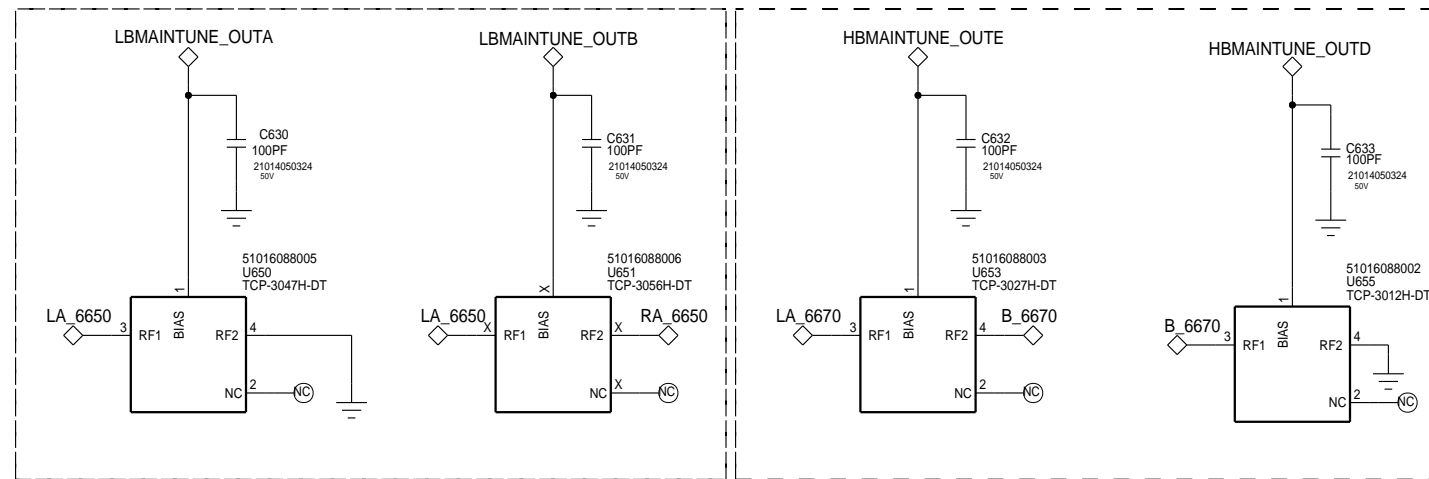 LBMAINTUNE_OUTA
C630
100PF
21014050324
50V
51016088005
U650
TCP-3047H-DT
1
LA_6650
3
RF1
BIAS
RF2
4
NC
2
NC
LBMAINTUNE_OUTB
C631
100PF
21014050324
50V
51016088006
U651
TCP-3056H-DT
X
LA_6650
X
RF1
BIAS
RF2
X
RA_6650
NC
X
NC
HBMAINTUNE_OUTE
C632
100PF
21014050324
50V
51016088003
U653
TCP-3027H-DT
1
LA_6670
3
RF1
BIAS
RF2
4
B_6670
NC
2
NC
HBMAINTUNE_OUTD
C633
100PF
21014050324
50V
51016088002
U655
TCP-3012H-DT
1
B_6670
3
RF1
BIAS
RF2
4
NC
2
NC